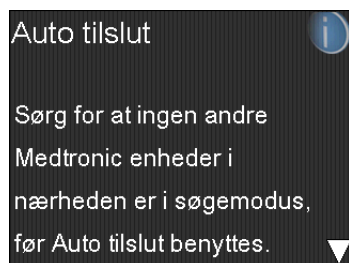 Auto tilslut
Sørg for at ingen andre
Medtronic enheder i
nærheden er i søgemodus,
før Auto tilslut benyttes.